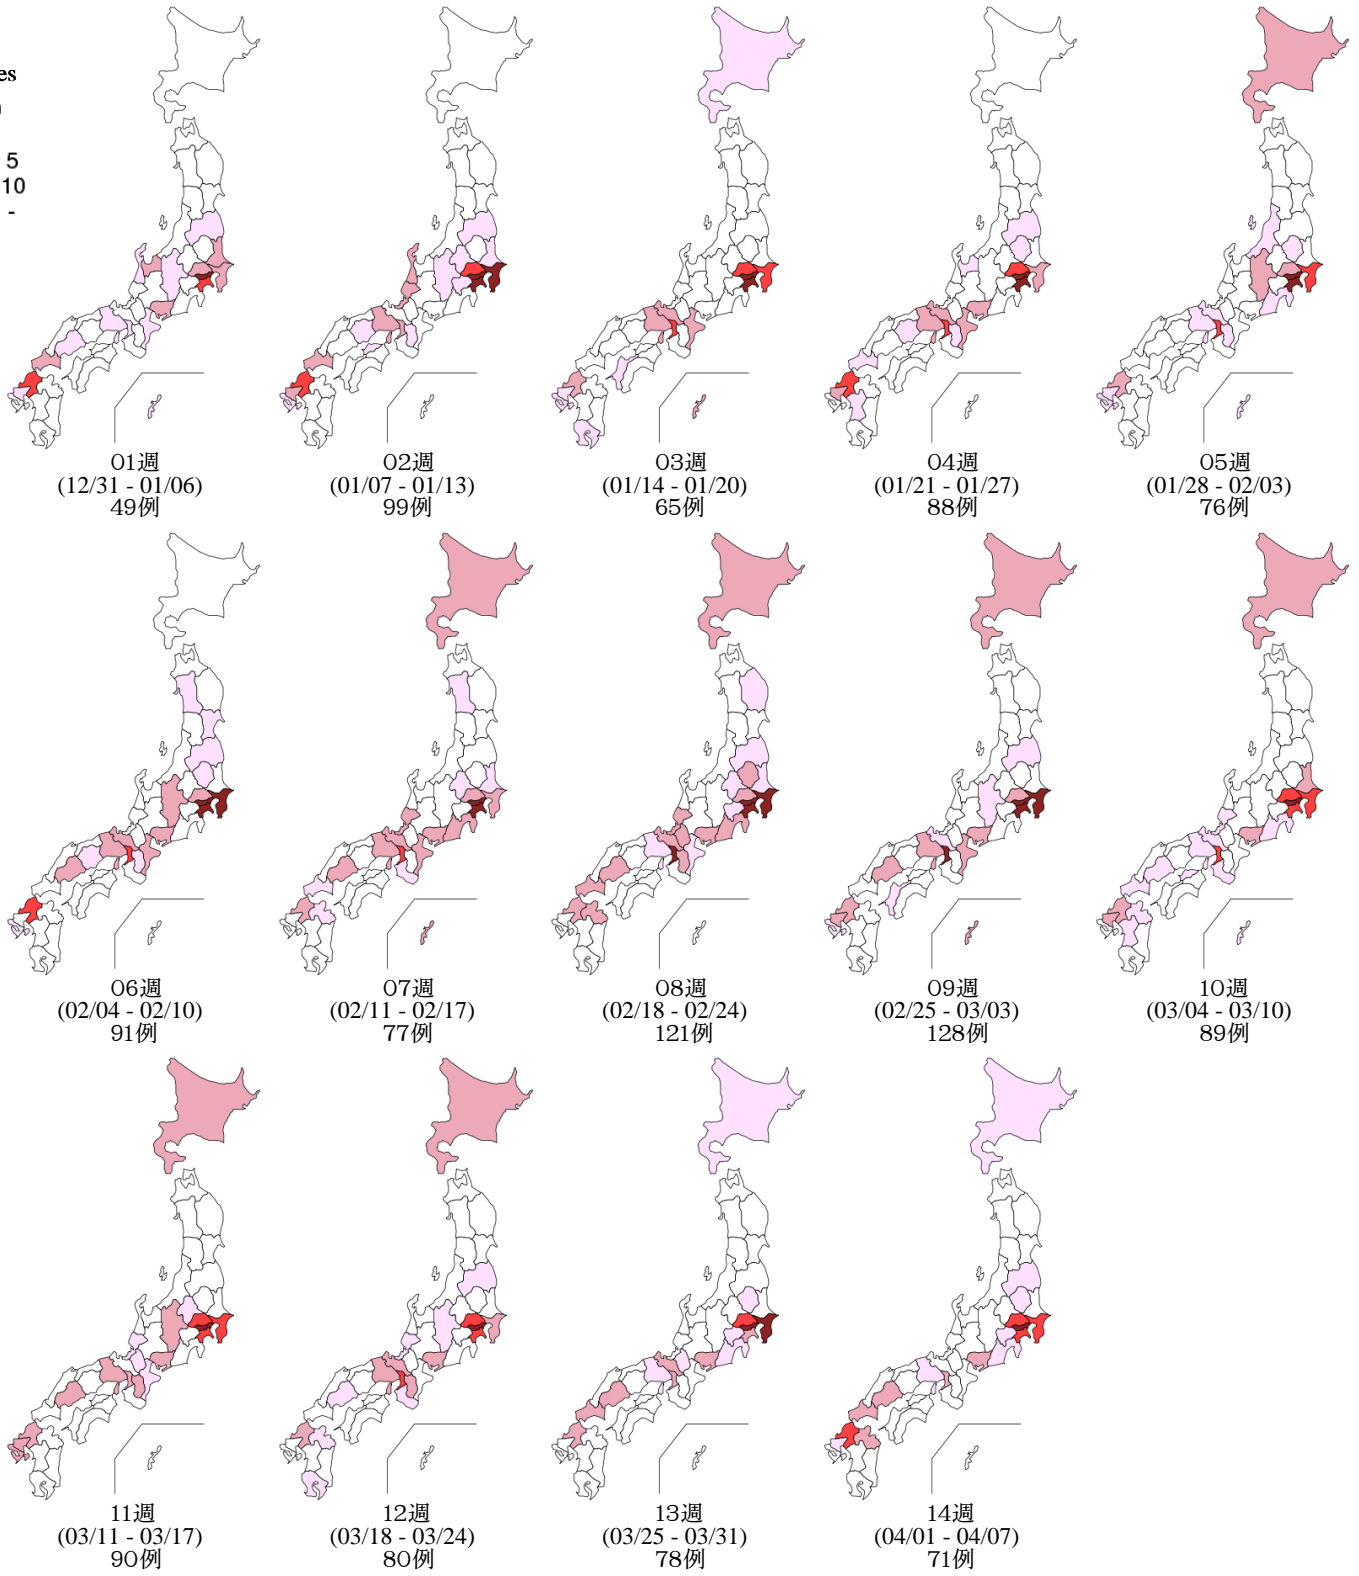 es
5
10
-
01週
(12/31 - 01/06)
49例
02週
(01/07 - 01/13)
99例
03週
(01/14 - 01/20)
65例
04週
(01/21 - 01/27)
88例
05週
(01/28 - 02/03)
76例
06週
(02/04 - 02/10)
91例
07週
(02/11 - 02/17)
77例
08週
(02/18 - 02/24)
121例
09週
(02/25 - 03/03)
128例
10週
(03/04 - 03/10)
89例
11週
(03/11 - 03/17)
90例
12週
(03/18 - 03/24)
80例
13週
(03/25 - 03/31)
78例
14週
(04/01 - 04/07)
71例